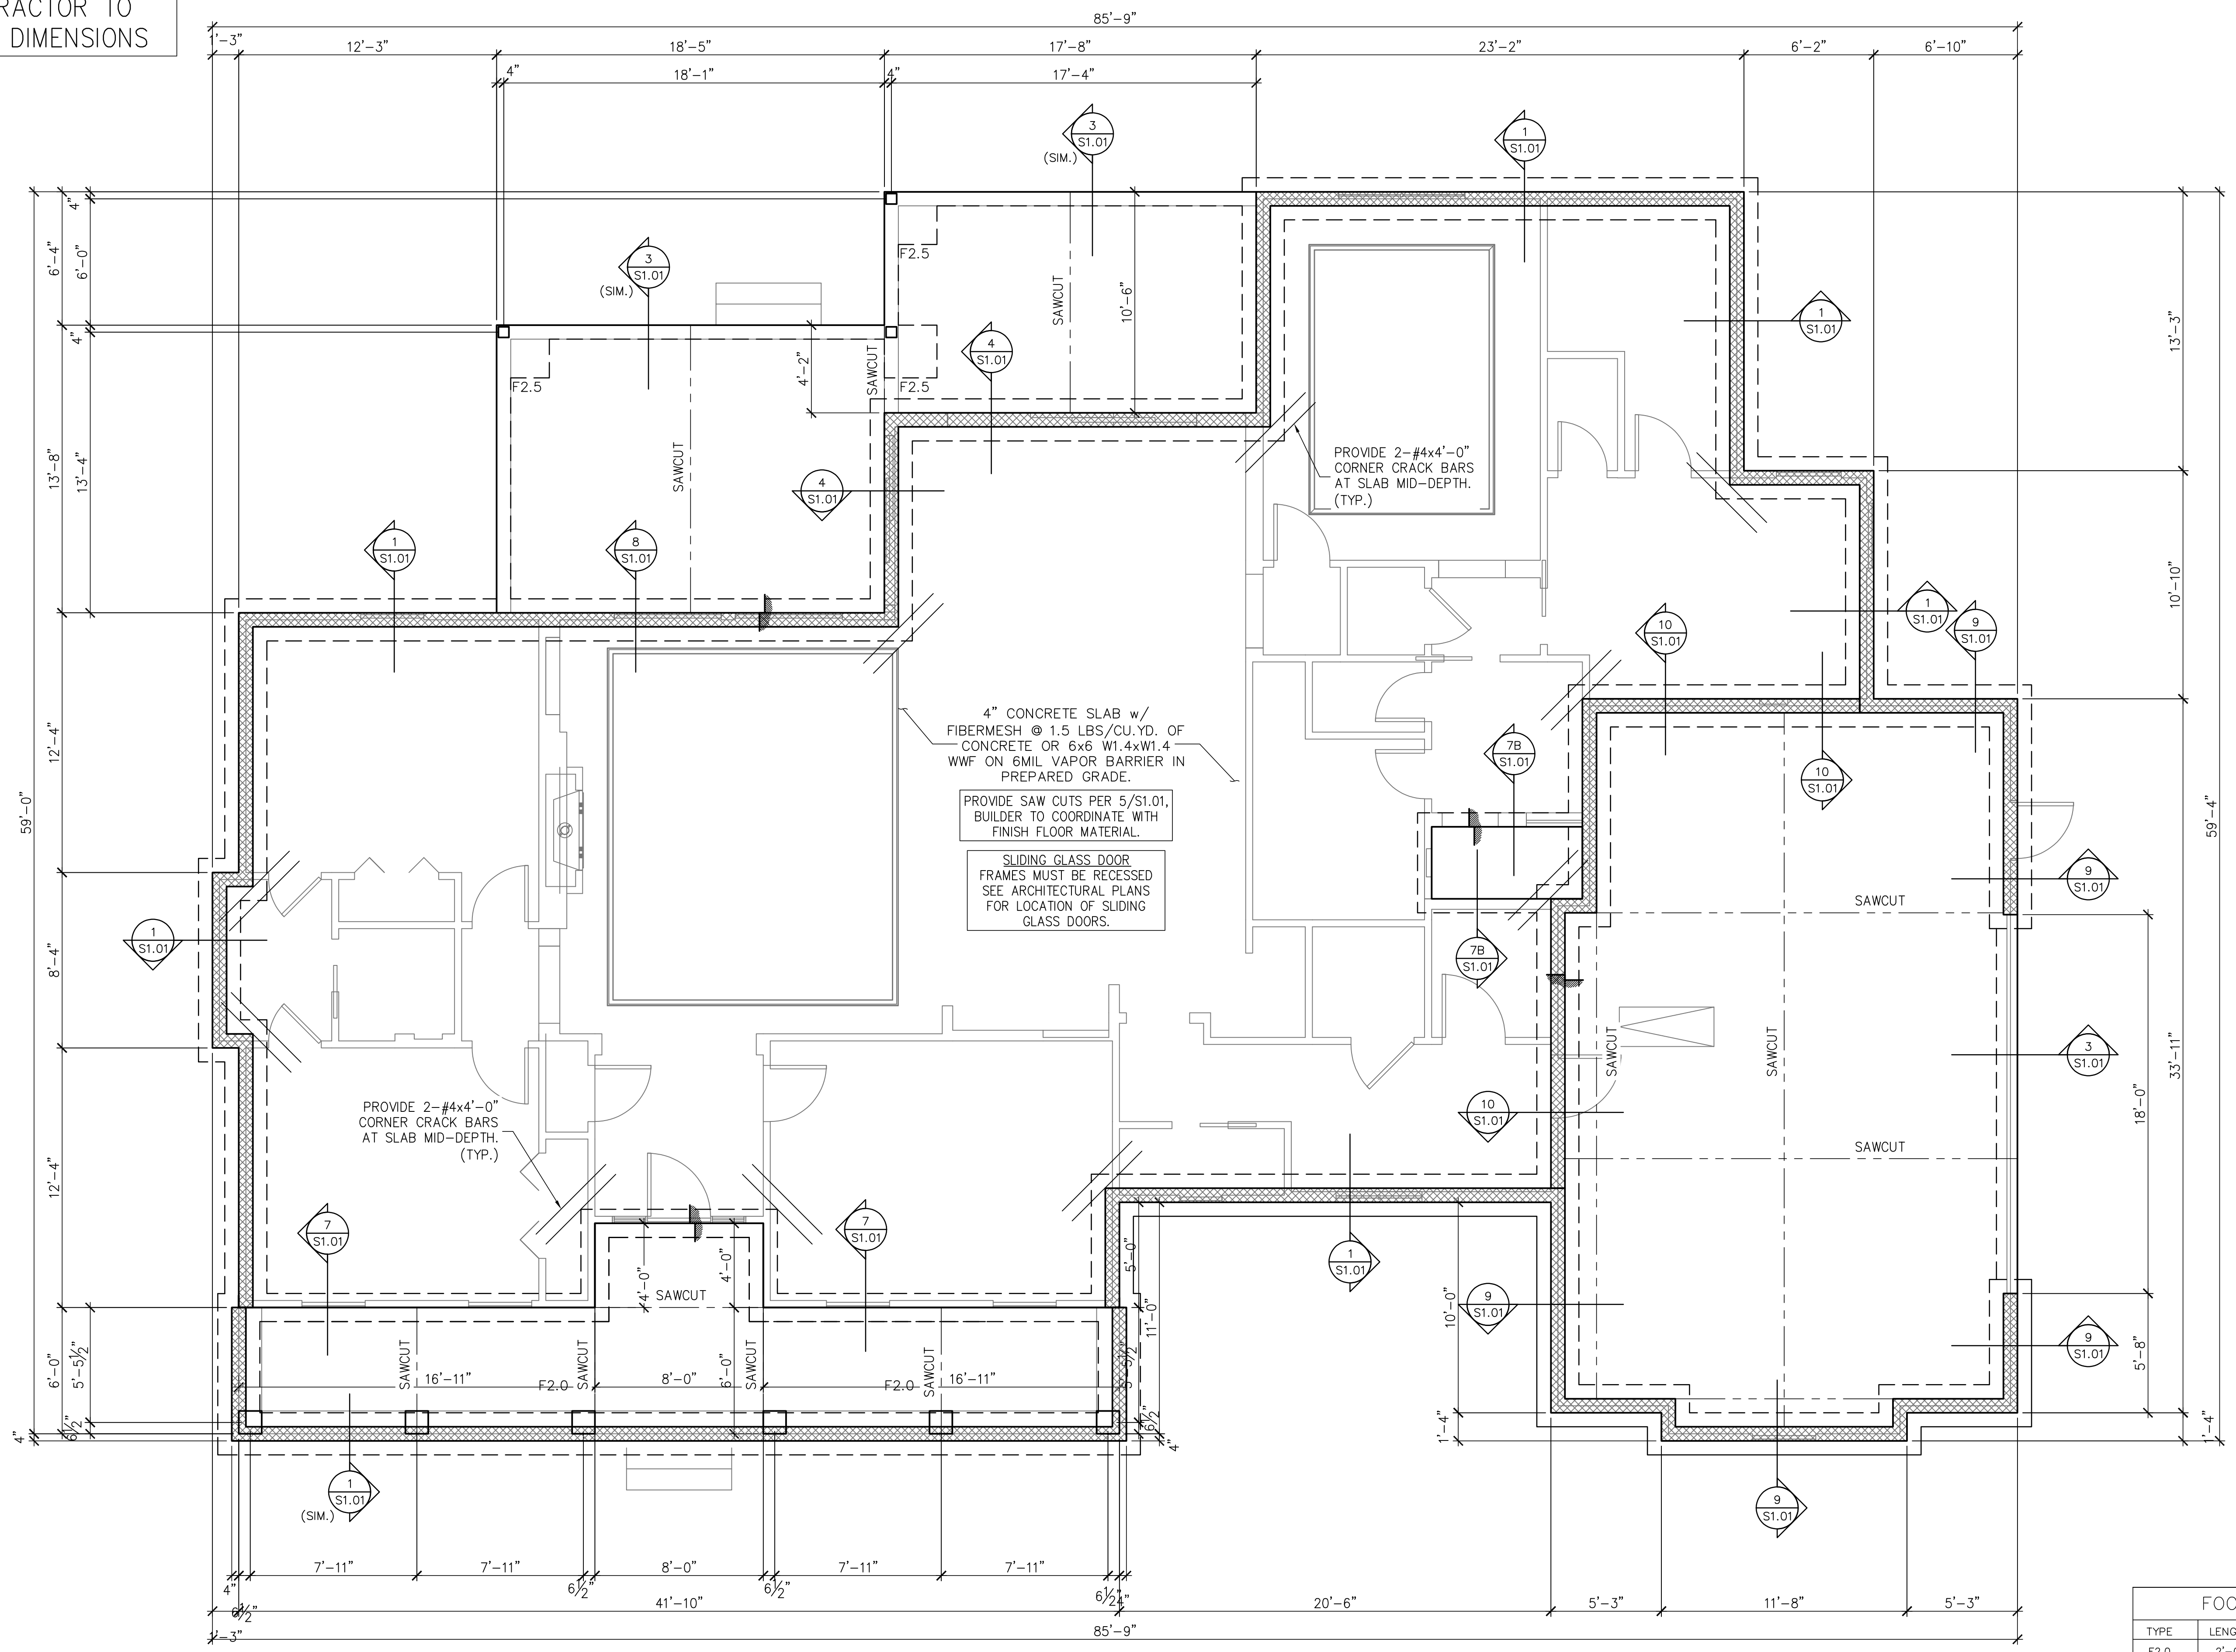 RACTOR TO
DIMENSIONS
85'-9"
1'-3"
12'-3"
18'-5"
17'-8"
23'-2"
6'-2"
6'-10"
4"
18'-1"
4"
17'-4"
3
S1.01
(SIM.)
1
S1.01
3
S1.01
(SIM.)
F2.5
SAWCUT
10'-6"
1
S1.01
4"
6'-4"
6'-0"
4"
4
S1.01
4'-2"
SAWCUT
F2.5
F2.5
13'-3"
13'-8"
13'-4"
SAWCUT
4
S1.01
PROVIDE 2-#4x4'-0"
CORNER CRACK BARS
AT SLAB MID-DEPTH.
(TYP.)
1
S1.01
8
S1.01
10'-10"
1
S1.01
9
S1.01
10
S1.01
4" CONCRETE SLAB w/
FIBERMESH @ 1.5 LBS/CU.YD. OF
CONCRETE OR 6x6 W1.4xW1.4
WWF ON 6MIL VAPOR BARRIER IN
PREPARED GRADE.
7B
S1.01
10
S1.01
12'-4"
59'-0"
59'-4"
PROVIDE SAW CUTS PER 5/S1.01,
BUILDER TO COORDINATE WITH
FINISH FLOOR MATERIAL.
SLIDING GLASS DOOR
FRAMES MUST BE RECESSED
SEE ARCHITECTURAL PLANS
FOR LOCATION OF SLIDING
GLASS DOORS.
9
S1.01
SAWCUT
1
S1.01
8'-4"
7B
S1.01
SAWCUT
SAWCUT
3
S1.01
33'-11"
18'-0"
PROVIDE 2-#4x4'-0"
CORNER CRACK BARS
AT SLAB MID-DEPTH.
(TYP.)
10
S1.01
SAWCUT
12'-4"
7
S1.01
7
S1.01
4'-0"
4'-0"
SAWCUT
5'-0"
11'-0"
1
S1.01
10'-0"
9
S1.01
9
S1.01
5'-8"
6'-0"
5'-5½"
SAWCUT
16'-11"
F2.0
SAWCUT
8'-0"
6'-0"
SAWCUT
F2.0
SAWCUT
16'-11"
5'-5½"
6½"
4"
6½"
4"
1'-4"
1'-4"
1
S1.01
(SIM.)
9
S1.01
7'-11"
7'-11"
8'-0"
7'-11"
7'-11"
4"
6½"
6½"
6½"
6½"
4"
41'-10"
20'-6"
5'-3"
11'-8"
5'-3"
1'-3"
85'-9"
FOO
TYPE
LENG
F2.0